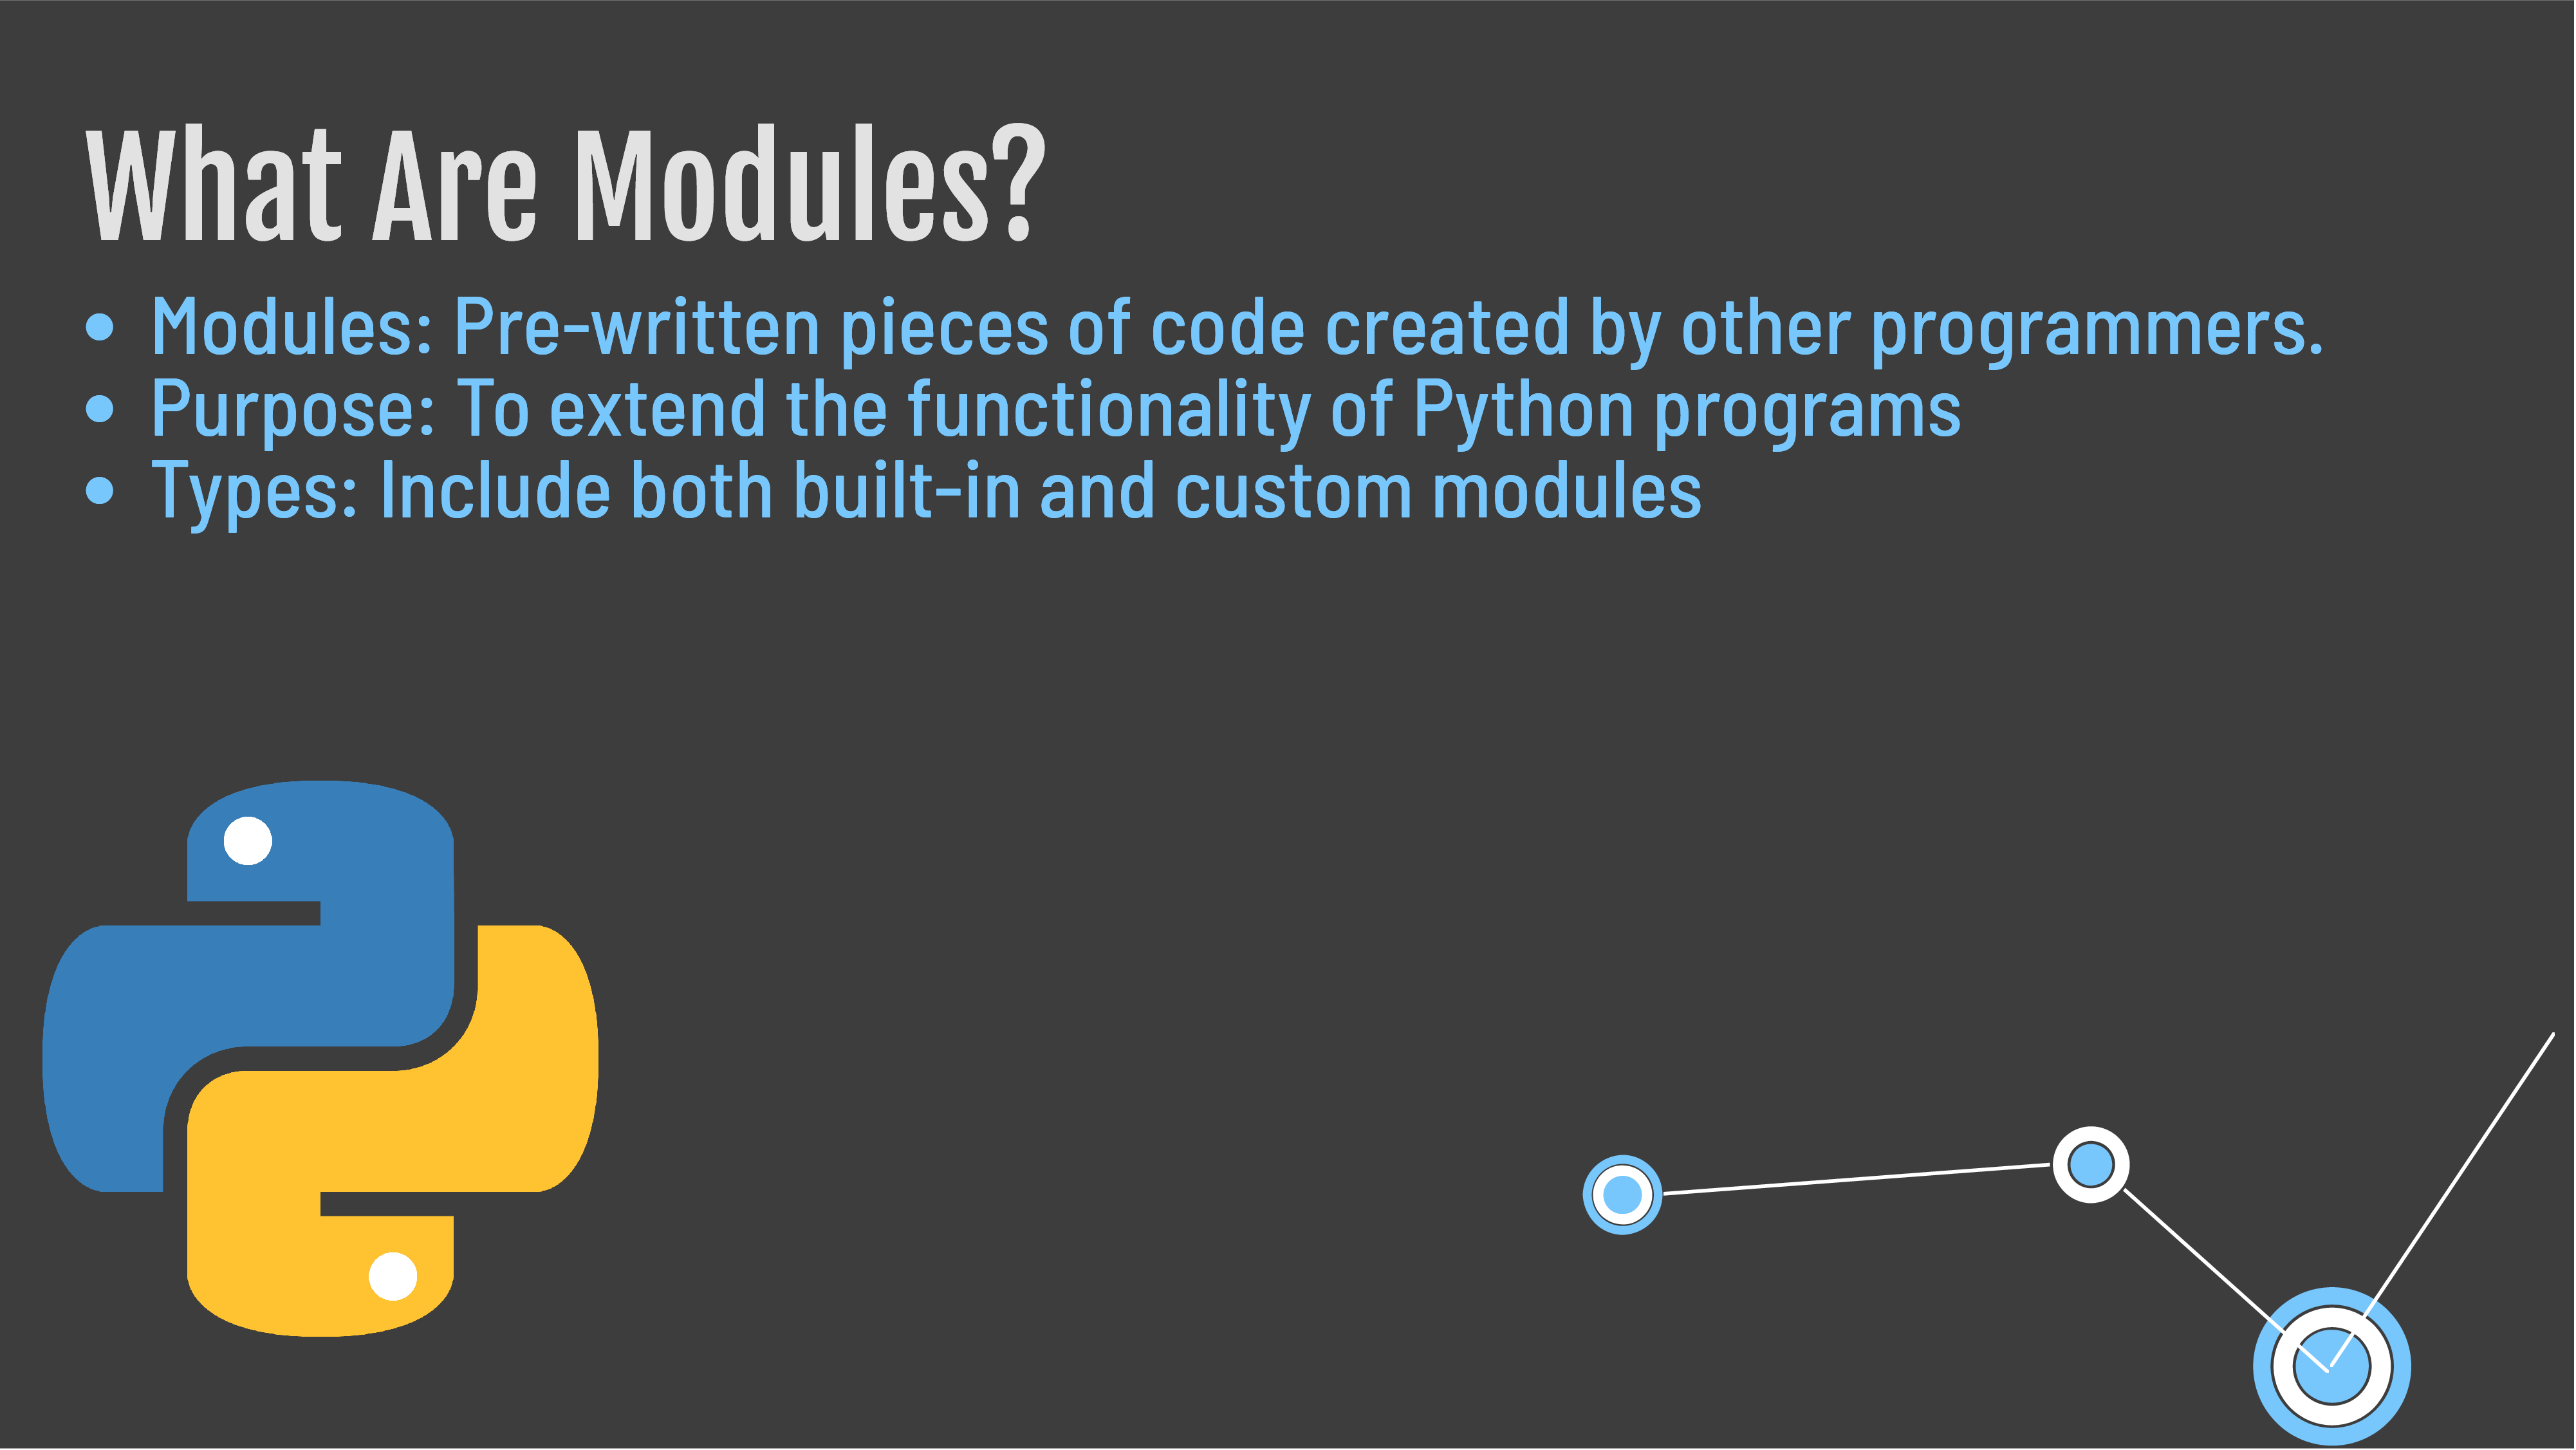 What Are Modules?
• Modules: Pre-written pieces of code created by other programmers.
• Purpose: To extend the functionality of Python programs
• Types: Include both built-in and custom modules